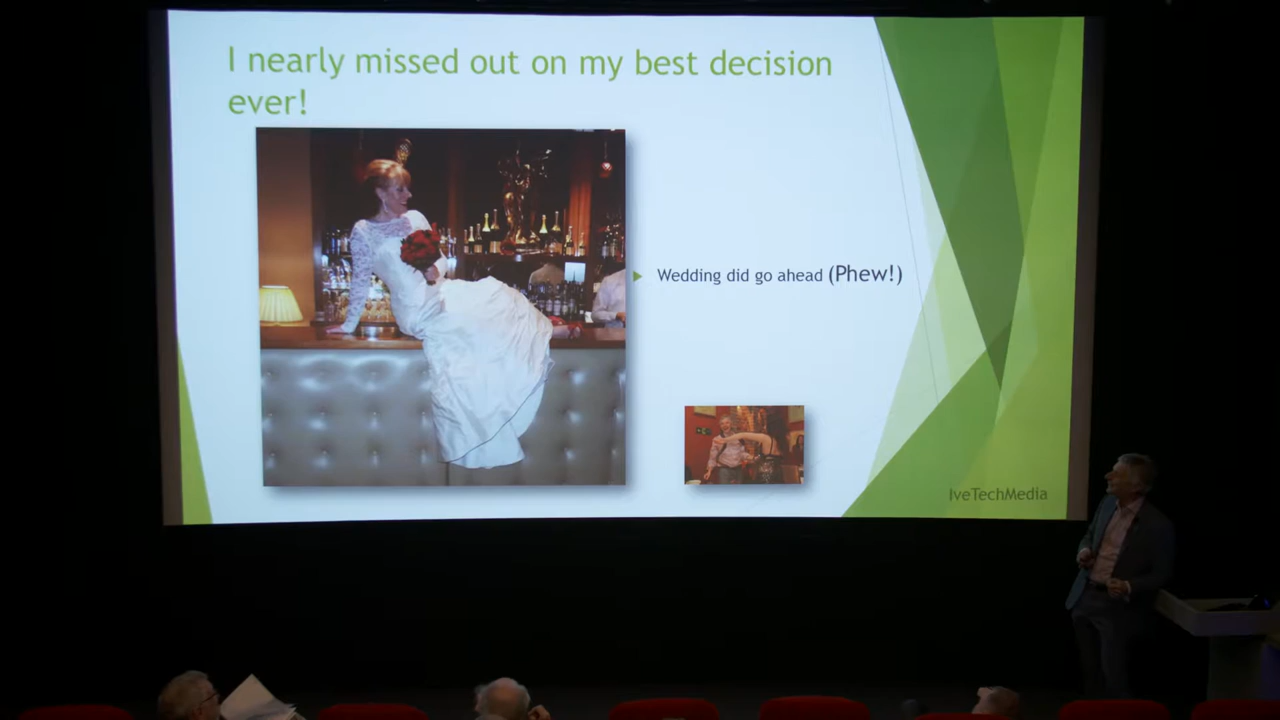 I nearly missed out on my best decision
ever!
Wedding did go ahead (Phew!)
IveTechMedia